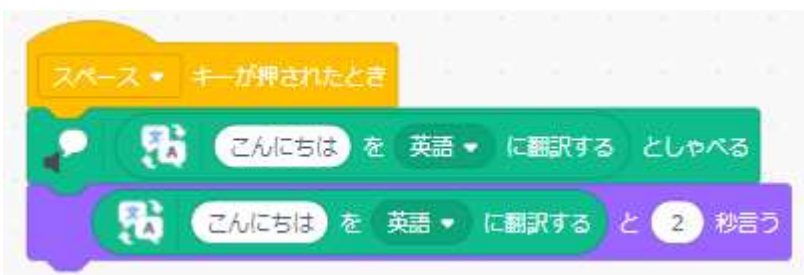 スペース キーが押されたとき
文 A こんにちは を 英語 に翻訳する としゃべる
文 A こんにちは を 英語 に翻訳する と 2 秒言う